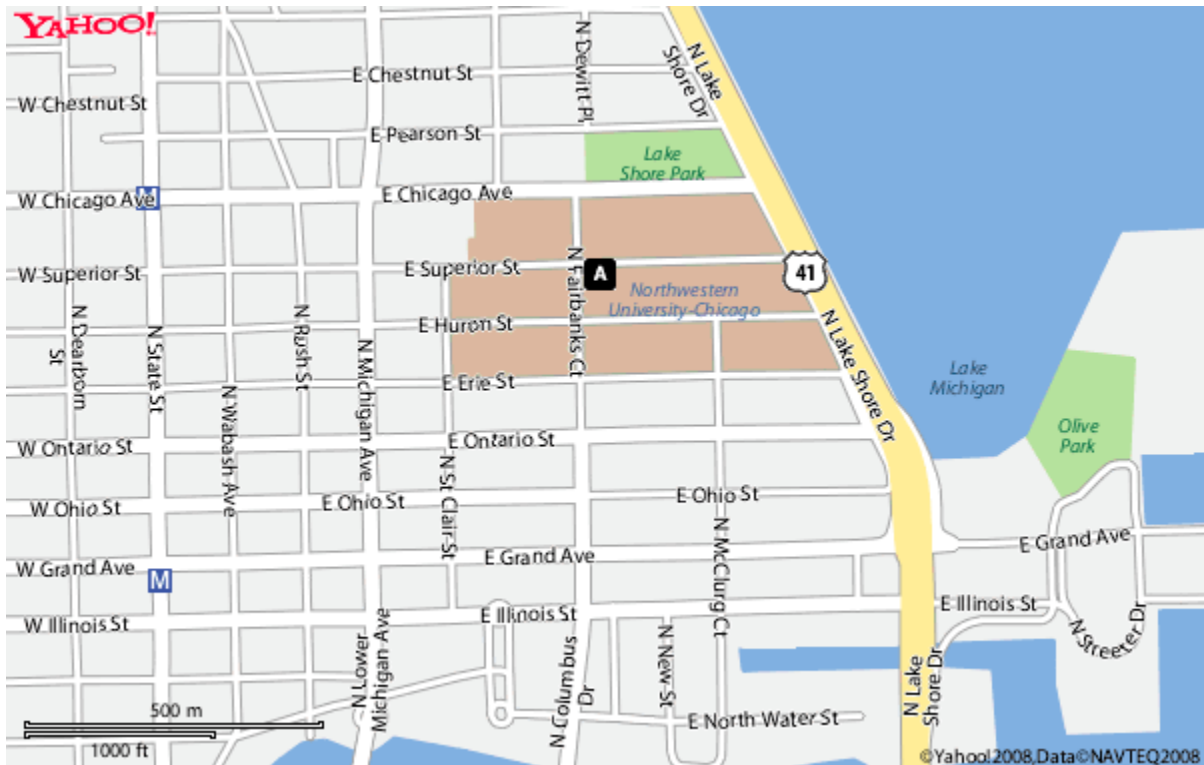 YAHOO!
N Dewitt Pl
N Lake
Shore Dr
E Chestnut St
W Chestnut St
E Pearson St
Lake
Shore Park
M
W Chicago Ave
E Chicago Ave
E Superior St
W Superior St
A
41
N Fairbanks Ct
Northwestern
University-Chicago
N Dearborn
St
N State St
N Rush St
E Huron St
N Michigan Ave
N Lake Shore Dr
E Erie St
N Wabash Ave
Lake
Michigan
Olive
Park
W Ontario St
E Ontario St
N St Clair St
E Ohio St
E Ohio St
W Ohio St
N McClurg Ct
E Grand Ave
E Grand Ave
W Grand Ave
M
E Illinois St
E Illinois St
W Illinois St
N Streeter Dr
N Lower
Michigan Ave
N Columbus
Dr
N New St
N Lake
Shore Dr
500 m
E North Water St
1000 ft
©Yahoo!2008,Data©NAVTEQ2008